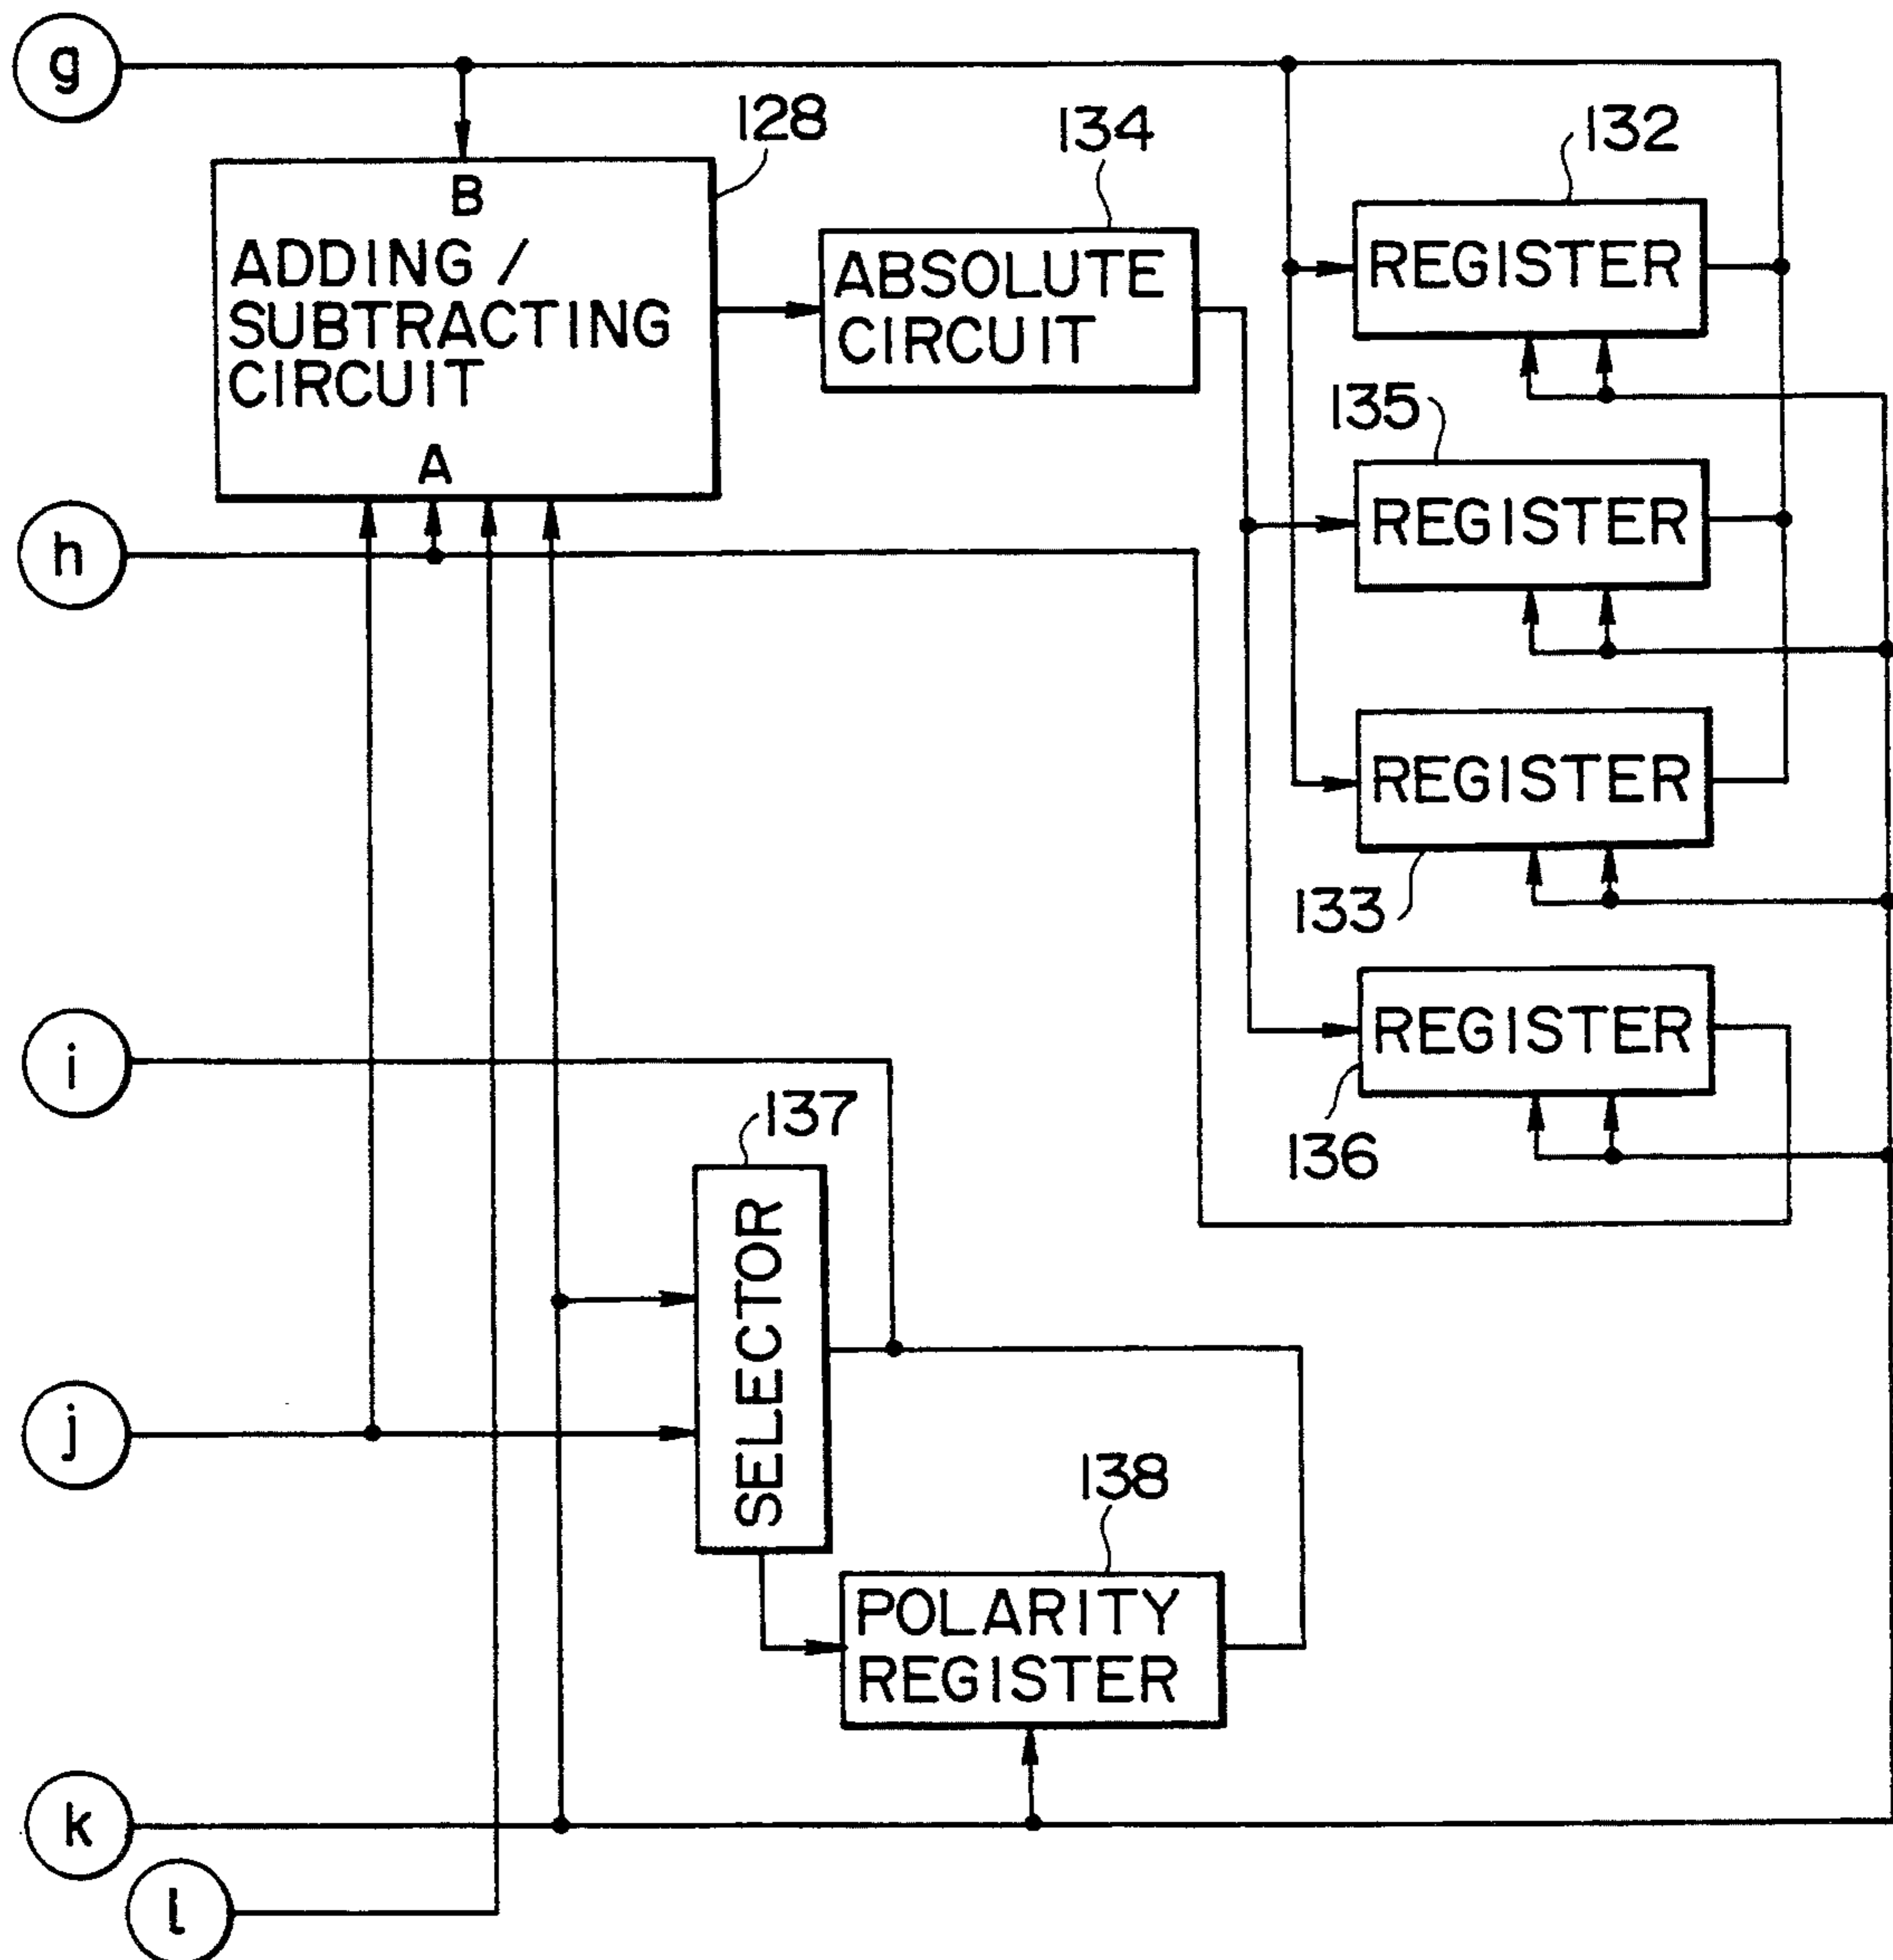 g
128
134
132
B
ADDING /
SUBTRACTING
CIRCUIT
A
ABSOLUTE
CIRCUIT
REGISTER
135
REGISTER
h
REGISTER
133
REGISTER
136
i
137
SELECTOR
j
138
POLARITY
REGISTER
k
l